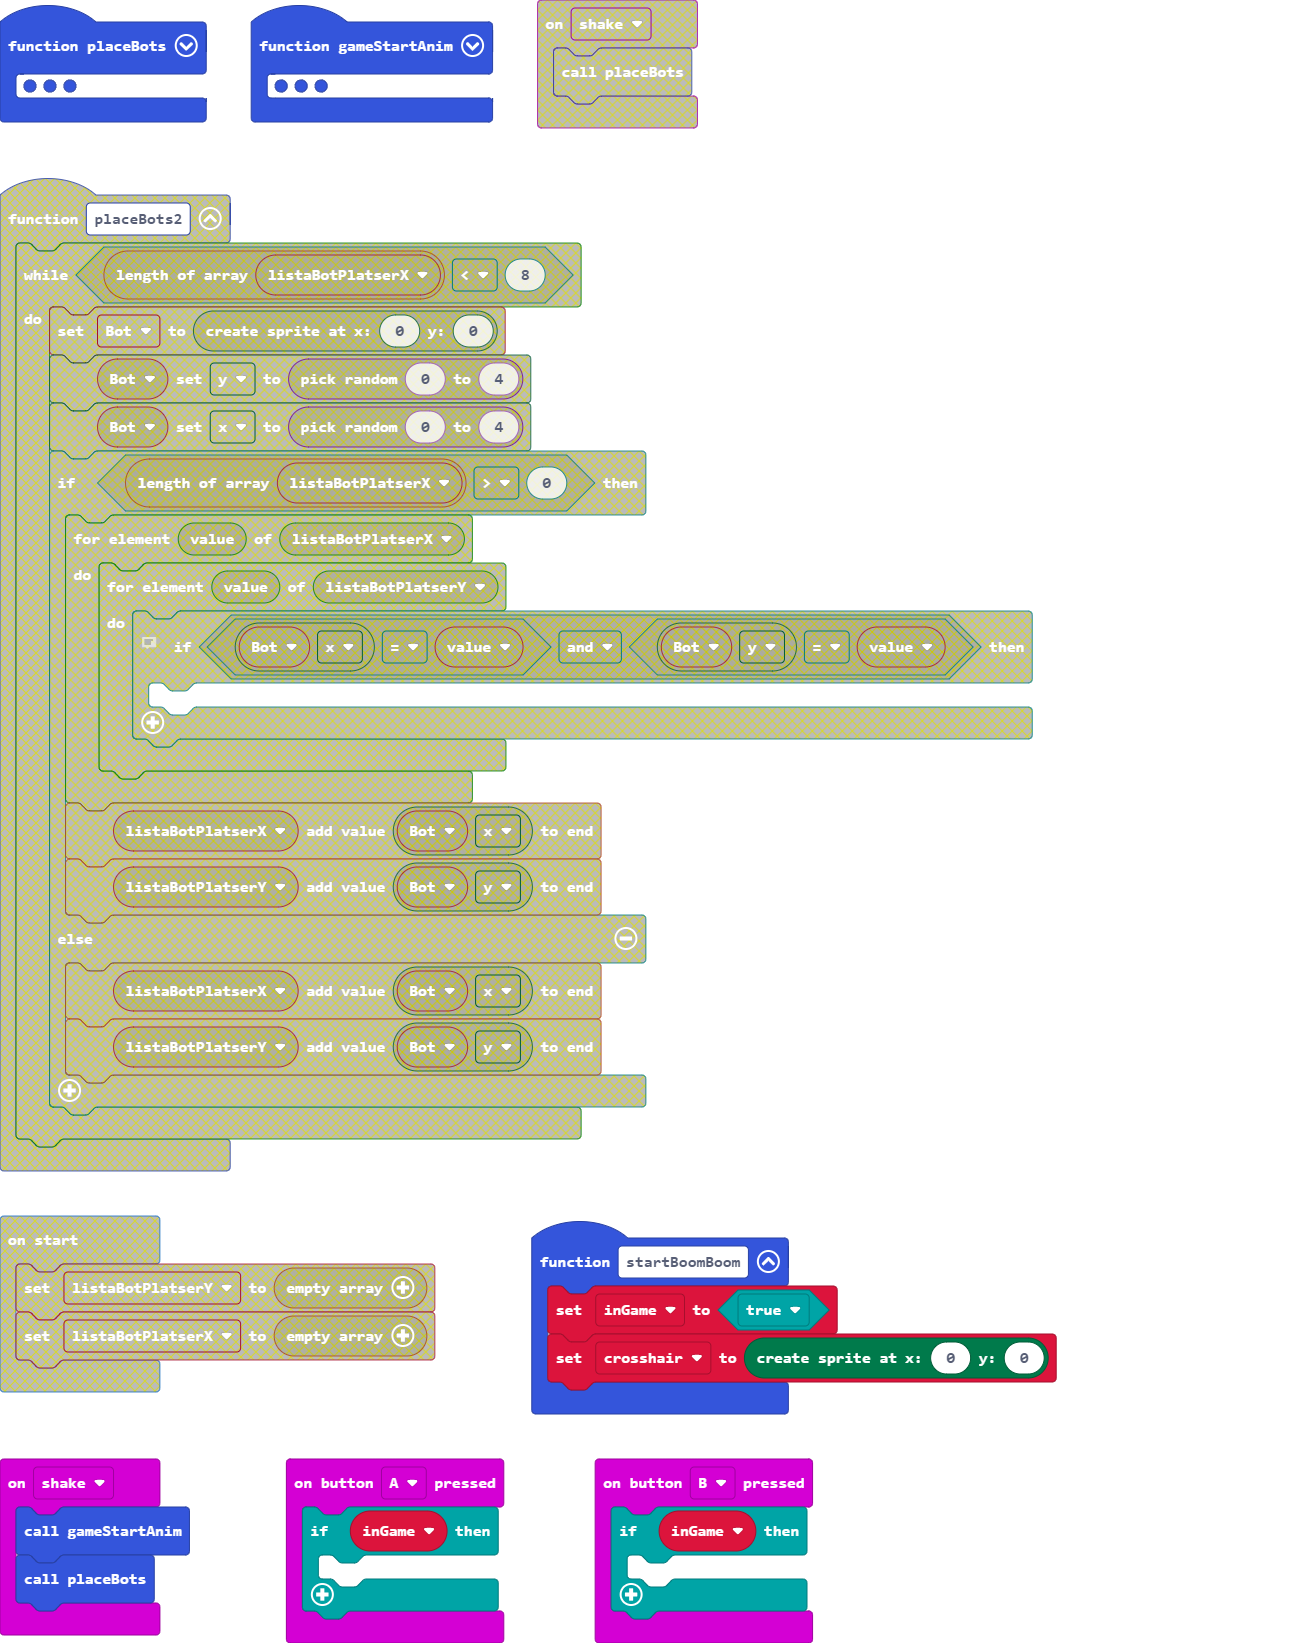 function placeBots
function gameStartAnim
on shake
call placeBots
function placeBots2
while length of array listaBotPlatserX < 8
do
set Bot to create sprite at x: 0 y: 0
Bot set y to pick random 0 to 4
Bot set x to pick random 0 to 4
if length of array listaBotPlatserX > 0 then
for element value of listaBotPlatserX
do
for element value of listaBotPlatserY
do
if Bot x = value and Bot y = value then
listaBotPlatserX add value Bot x to end
listaBotPlatserY add value Bot y to end
else
listaBotPlatserX add value Bot x to end
listaBotPlatserY add value Bot y to end
on start
set listaBotPlatserY to empty array
set listaBotPlatserX to empty array
function startBoomBoom
set inGame to true
set crosshair to create sprite at x: 0 y: 0
on shake
call gameStartAnim
call placeBots
on button A pressed
if inGame then
on button B pressed
if inGame then